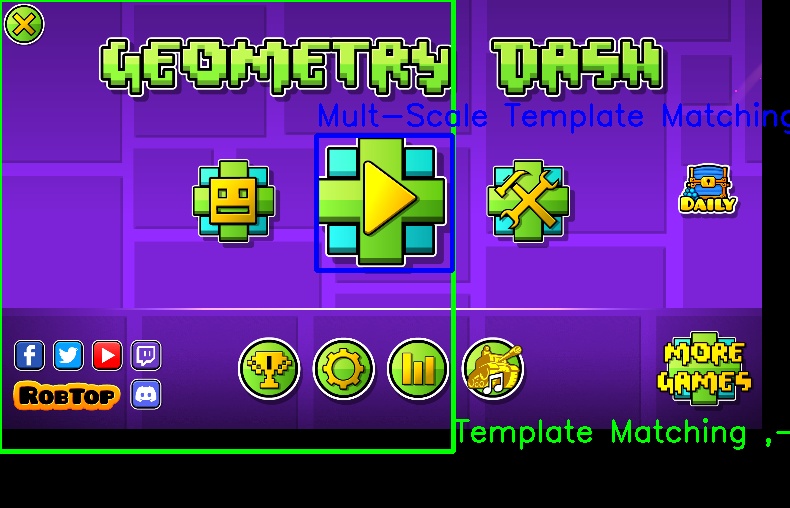 GEOMETRY DASH
Mult-Scale Template Matching
DAILY
MORE
GAMES
ROBTOP
Template Matching ,-